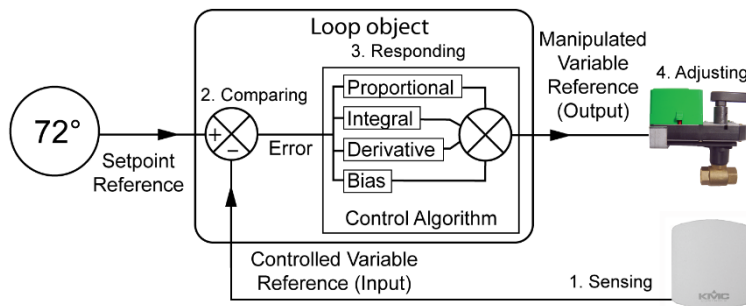 Loop object
3. Responding
Manipulated
Variable
Reference
(Output)
4. Adjusting
2. Comparing
Proportional
Integral
Derivative
Bias
72°
+
−
Error
Setpoint
Reference
Control Algorithm
Controlled Variable
Reference (Input)
1. Sensing
KMC